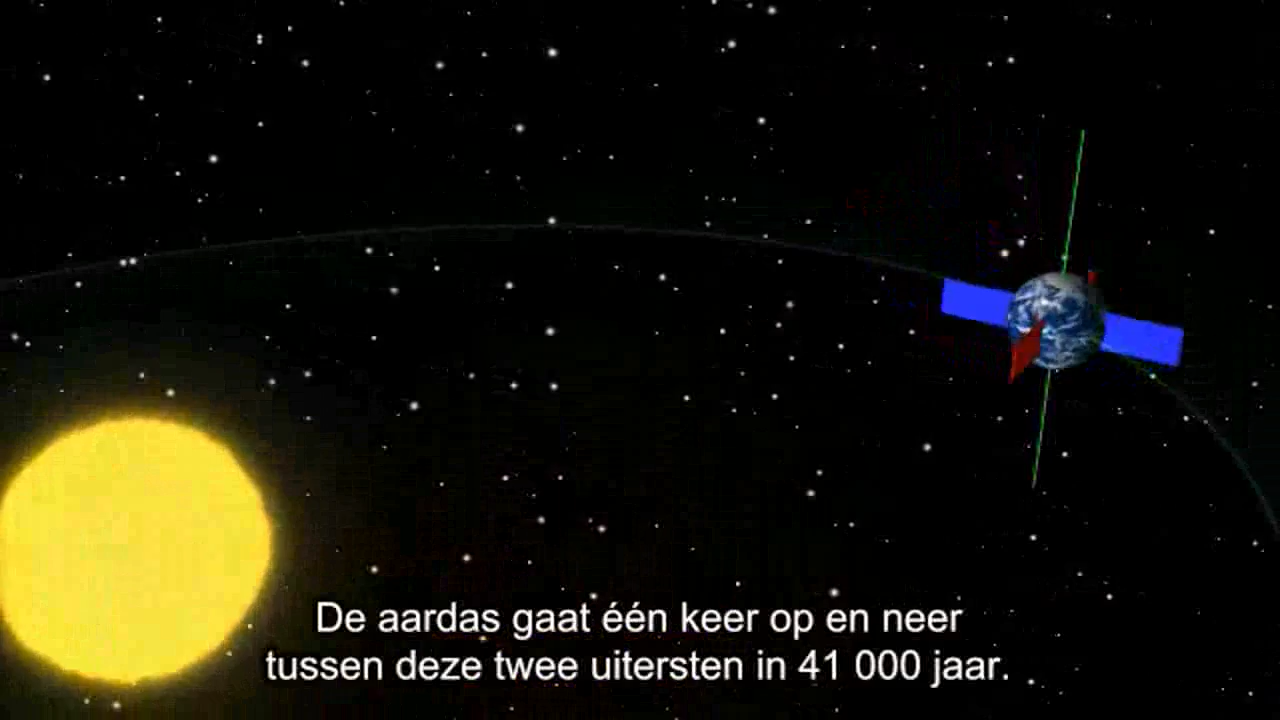 De aardas gaat één keer op en neer
tussen deze twee uitersten in 41 000 jaar.